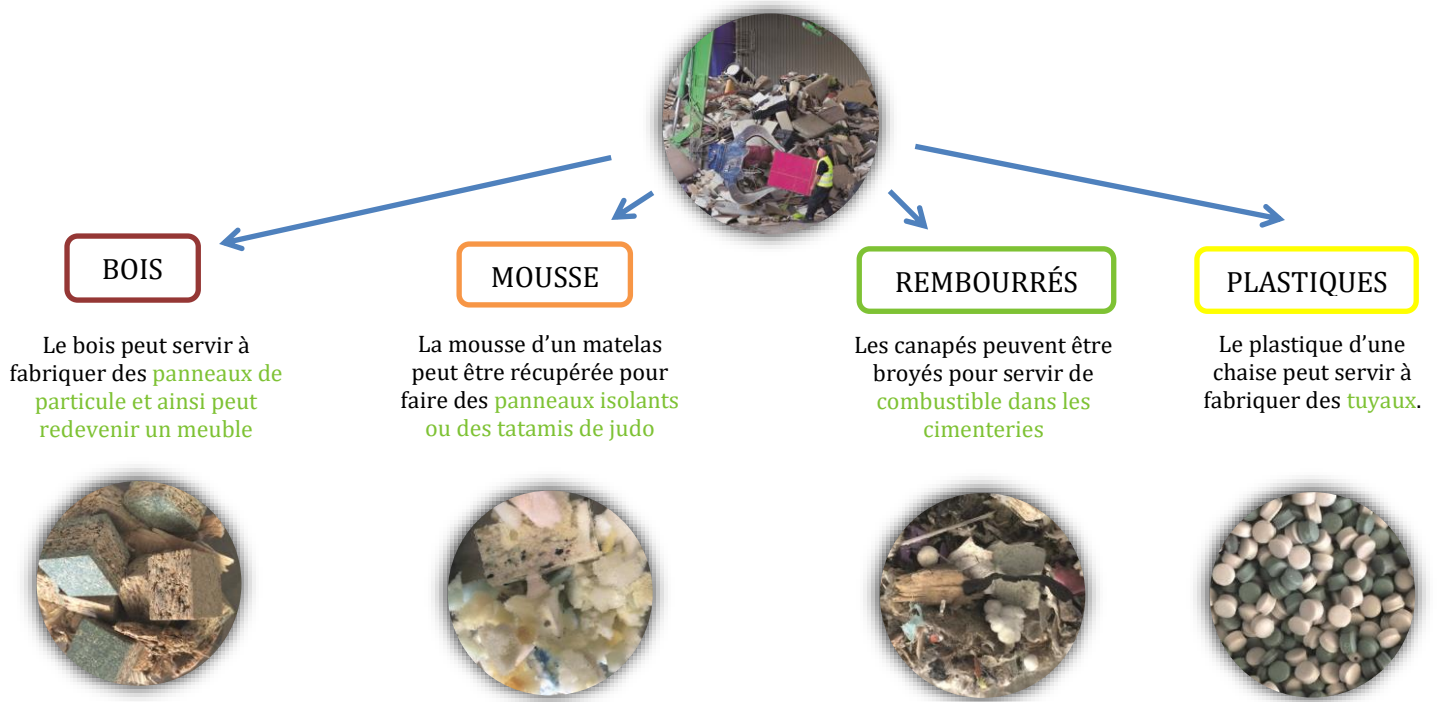 BOIS
Le bois peut servir à
fabriquer des panneaux de
particule et ainsi peut
redevenir un meuble
MOUSSE
La mousse d’un matelas
peut être récupérée pour
faire des panneaux isolants
ou des tatamis de judo
REMBOURRÉS
Les canapés peuvent être
broyés pour servir de
combustible dans les
cimenteries
PLASTIQUES
Le plastique d’une
chaise peut servir à
fabriquer des tuyaux.